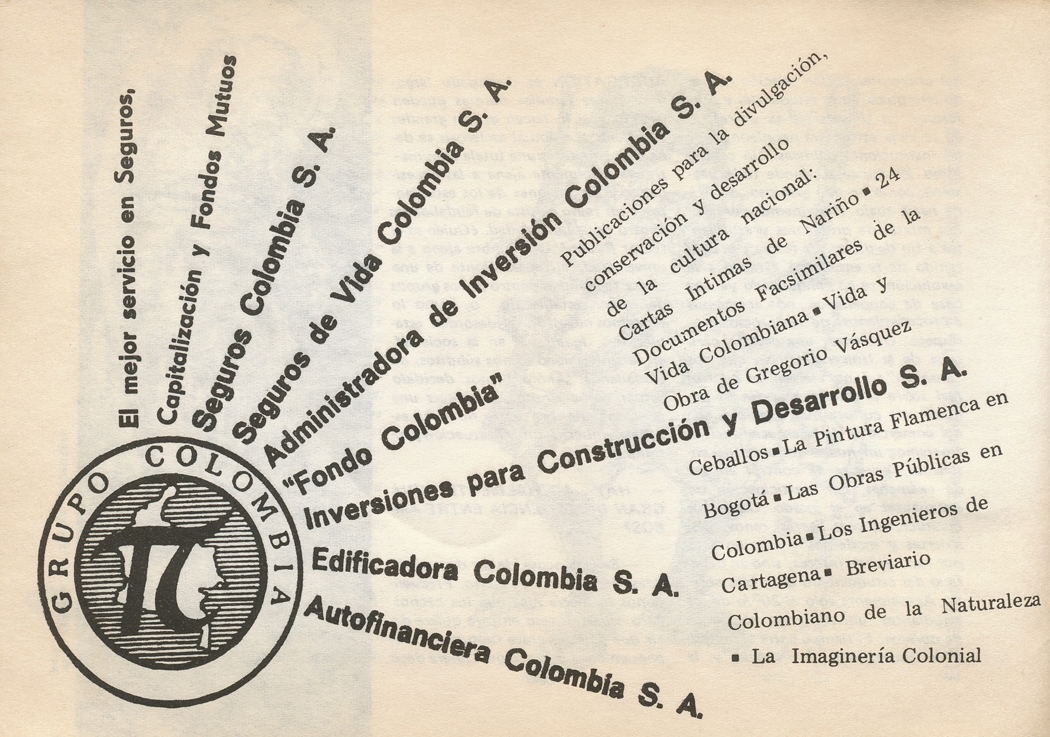 El mejor servicio en Seguros,
Capitalización y Fondos Mutuos
Seguros Colombia S. A.
Seguros de Vida Colombia S. A.
Administradora de Inversión Colombia S. A.
“Fondo Colombia”
Inversiones para Construcción y Desarrollo S. A.
Edificadora Colombia S. A.
Autofinanciera Colombia S. A.
GRUPO COLOMBIA
Publicaciones para la divulgación,
conservación y desarrollo
de la cultura nacional:
Cartas Intimas de Nariño ▪ 24
Documentos Facsimilares de la
Vida Colombiana ▪ Vida y
Obra de Gregorio Vásquez
Ceballos ▪ La Pintura Flamenca en
Bogotá ▪ Las Obras Públicas en
Colombia ▪ Los Ingenieros de
Cartagena ▪ Breviario
Colombiano de la Naturaleza
▪ La Imaginería Colonial